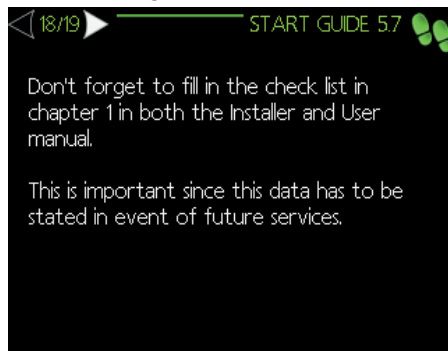 18/19 START GUIDE 5.7
Don't forget to fill in the check list in
chapter 1 in both the Installer and User
manual.
This is important since this data has to be
stated in event of future services.